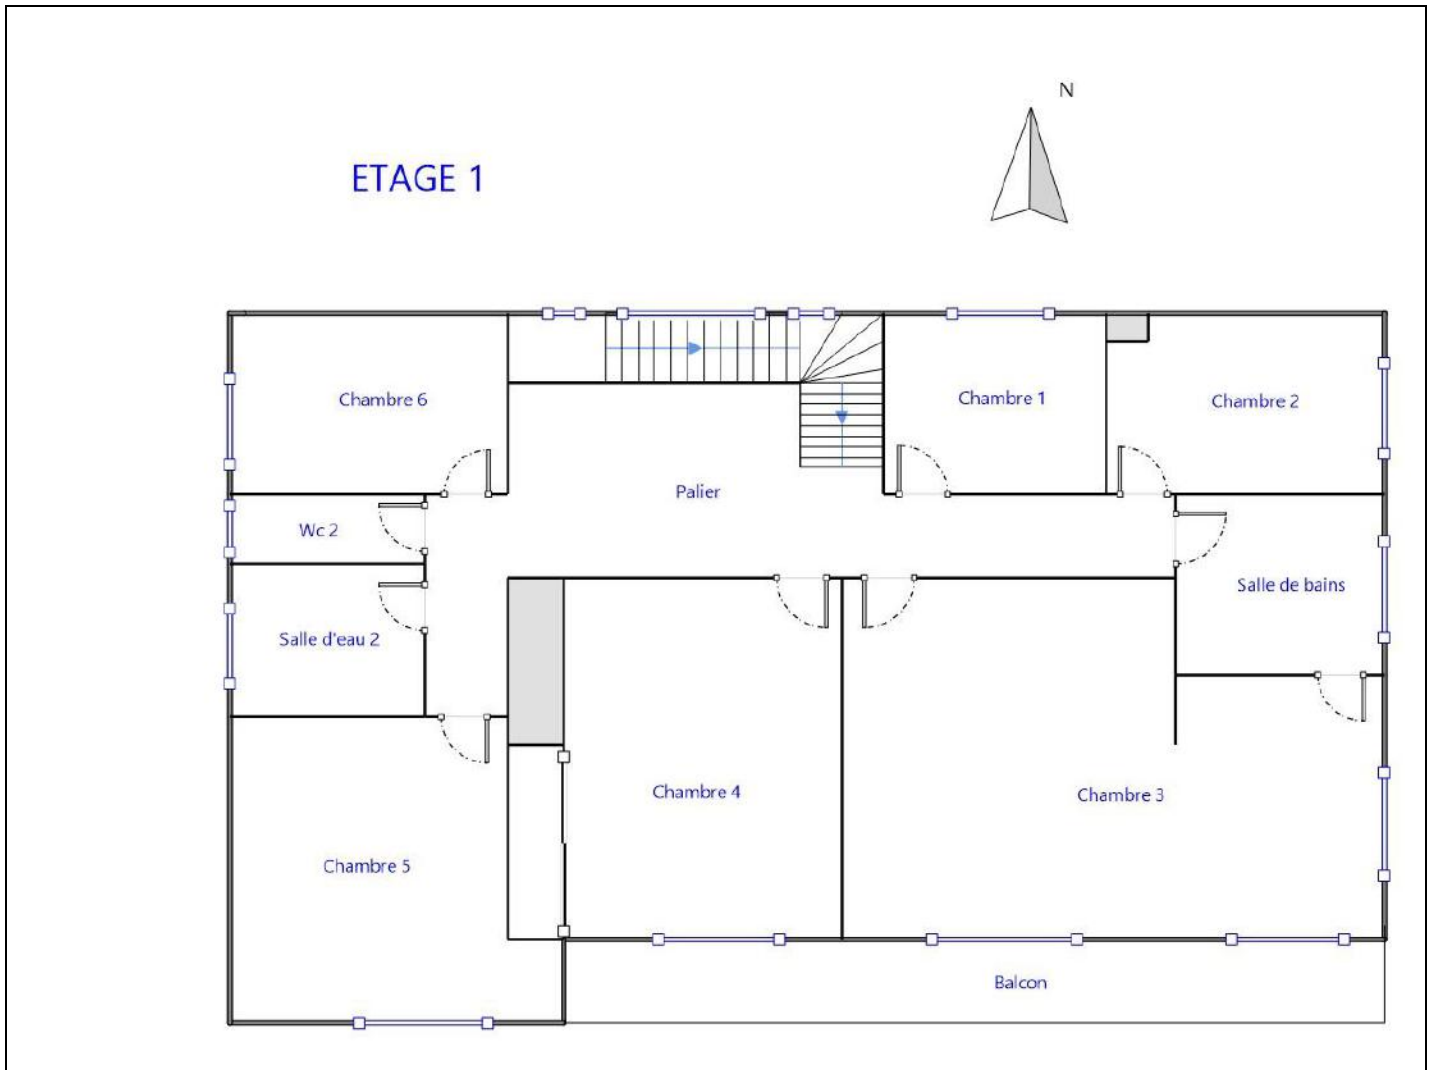 N
ETAGE 1
Chambre 6
Chambre 1
Chambre 2
Palier
Wc 2
Salle de bains
Salle d'eau 2
Chambre 4
Chambre 3
Chambre 5
Balcon